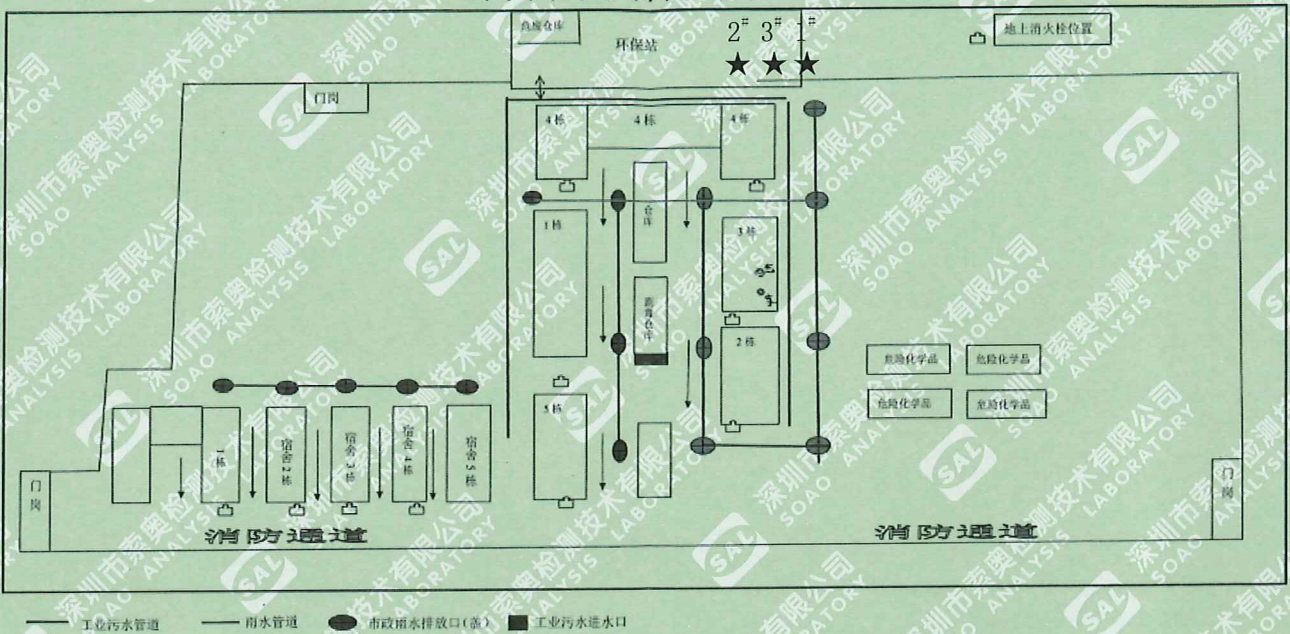 危废仓库
环保站
2# 3# 1#
地上消火栓位置
门岗
4栋
4栋
4栋
仓库
1栋
3栋
2栋
5栋
危险化学品
危险化学品
危险化学品
危险化学品
1栋
宿舍2栋
宿舍3栋
宿舍4栋
宿舍5栋
门岗
门岗
消防通道
消防通道
工业污水管道
雨水管道
市政雨水排放口(盖)
工业污水进水口
深圳市索奥检测技术有限公司
SOAO ANALYSIS LABORATORY
SAL